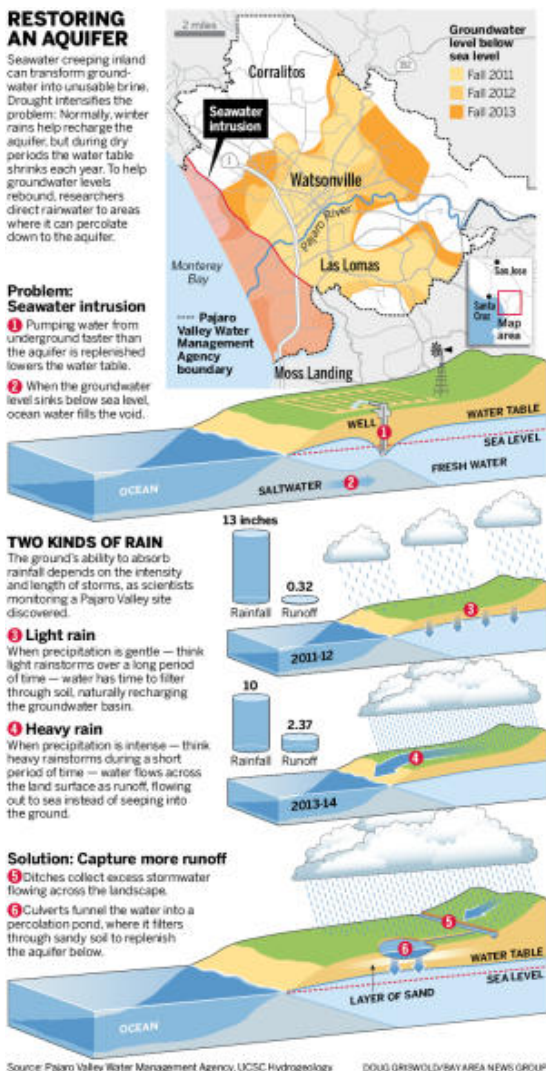 RESTORING
AN AQUIFER
Seawater creeping inland
can transform ground-
water into unusable brine.
Drought intensifies the
problem: Normally, winter
rains help recharge the
aquifer, but during dry
periods the water table
shrinks each year. To help
groundwater levels
rebound, researchers
direct rainwater to areas
where it can percolate
down to the aquifer.
2 miles
Groundwater
level below
sea level
Fall 2011
Fall 2012
Fall 2013
152
Corralitos
Seawater
intrusion
1
Watsonville
Pajaro River
Las Lomas
Monterey
Bay
Pajaro
Valley Water
Management
Agency
boundary
Moss Landing
San Jose
Santa
Cruz
Map
area
Problem:
Seawater intrusion
1 Pumping water from
underground faster than
the aquifer is replenished
lowers the water table.
2 When the groundwater
level sinks below sea level,
ocean water fills the void.
WELL
1
WATER TABLE
SEA LEVEL
FRESH WATER
OCEAN
SALTWATER
2
TWO KINDS OF RAIN
The ground's ability to absorb
rainfall depends on the intensity
and length of storms, as scientists
monitoring a Pajaro Valley site
discovered.
13 inches
0.32
Rainfall
Runoff
3
2011-12
3 Light rain
When precipitation is gentle — think
light rainstorms over a long period
of time — water has time to filter
through soil, naturally recharging
the groundwater basin.
10
2.37
Rainfall
Runoff
4
2013-14
4 Heavy rain
When precipitation is intense — think
heavy rainstorms during a short
period of time — water flows across
the land surface as runoff, flowing
out to sea instead of seeping into
the ground.
Solution: Capture more runoff
5 Ditches collect excess stormwater
flowing across the landscape.
6 Culverts funnel the water into a
percolation pond, where it filters
through sandy soil to replenish
the aquifer below.
5
6
WATER TABLE
SEA LEVEL
LAYER OF SAND
OCEAN
Source: Pajaro Valley Water Management Agency, UCSC Hydrogeology
DOUG GRISWOLD/BAY AREA NEWS GROUP